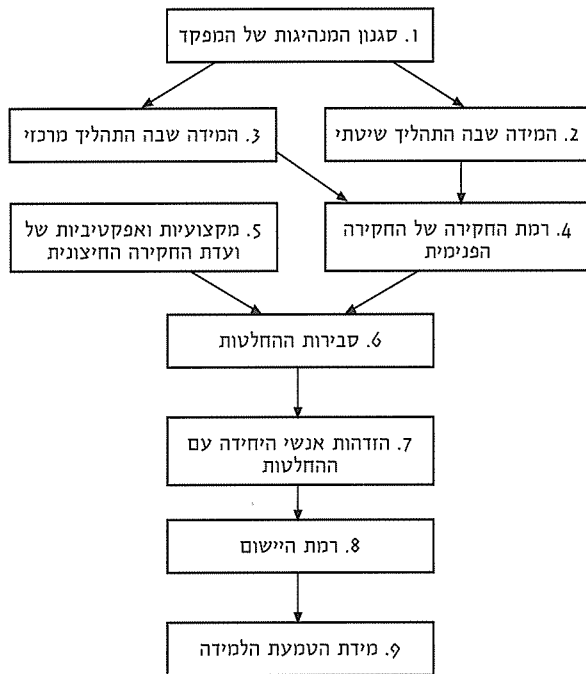 1. סגנון המנהיגות של המפקד
2. המידה שבה התהליך שיטתי
3. המידה שבה התהליך מרכזי
4. רמת החקירה של החקירה
הפנימית
5. מקצועיות ואפקטיביות של
ועדת החקירה החיצונית
6. סבירות ההחלטות
7. הזדהות אנשי היחידה עם
ההחלטות
8. רמת היישום
9. מידת הטמעת הלמידה